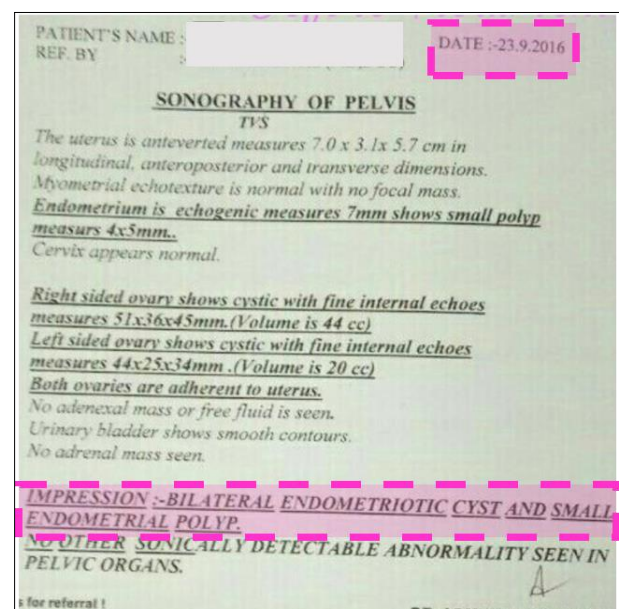 PATIENT'S NAME :
DATE :-23.9.2016
REF. BY :
SONOGRAPHY OF PELVIS
TVS
The uterus is anteverted measures 7.0 x 3.1x 5.7 cm in
longitudinal, anteroposterior and transverse dimensions.
Myometrial echotexture is normal with no focal mass.
Endometrium is echogenic measures 7mm shows small polyp
measurs 4x5mm..
Cervix appears normal.
Right sided ovary shows cystic with fine internal echoes
measures 51x36x45mm.(Volume is 44 cc)
Left sided ovary shows cystic with fine internal echoes
measures 44x25x34mm .(Volume is 20 cc)
Both ovaries are adherent to uterus.
No adenexal mass or free fluid is seen.
Urinary bladder shows smooth contours.
No adrenal mass seen.
IMPRESSION :-BILATERAL ENDOMETRIOTIC CYST AND SMALL
ENDOMETRIAL POLYP.
NO OTHER SONICALLY DETECTABLE ABNORMALITY SEEN IN
PELVIC ORGANS.
for referral !